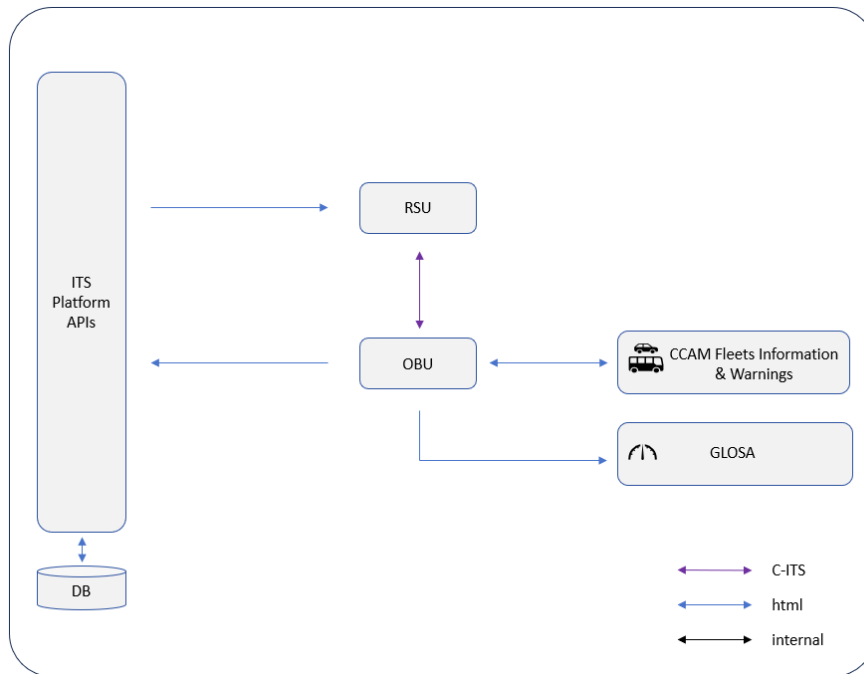 ITS
Platform
APIs
RSU
OBU
CCAM Fleets Information
& Warnings
GLOSA
DB
C-ITS
html
internal